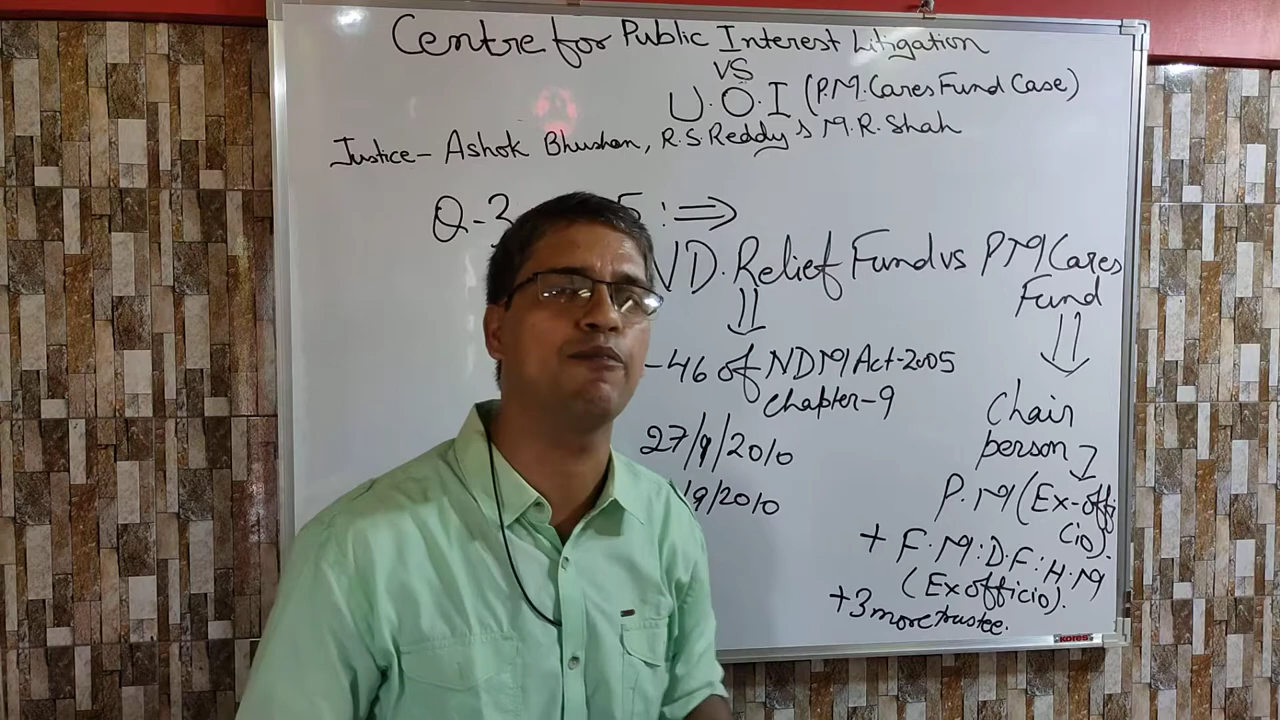 Centre for Public Interest Litigation
VS
U.O.I (P.M. Cares Fund Case)
Justice- Ashok Bhushan, R.S. Reddy & M.R. Shah
Q-3 5 : ⇒
D. Relief Fund vs PM Cares
Fund
-46 of NDM Act-2005
Chapter-9
27/9/2010
/9/2010
Chair
person
P.M (Ex-offi
cio).
+ F.M: D.F: H.M
(Ex officio).
+3 more trustee.
kores